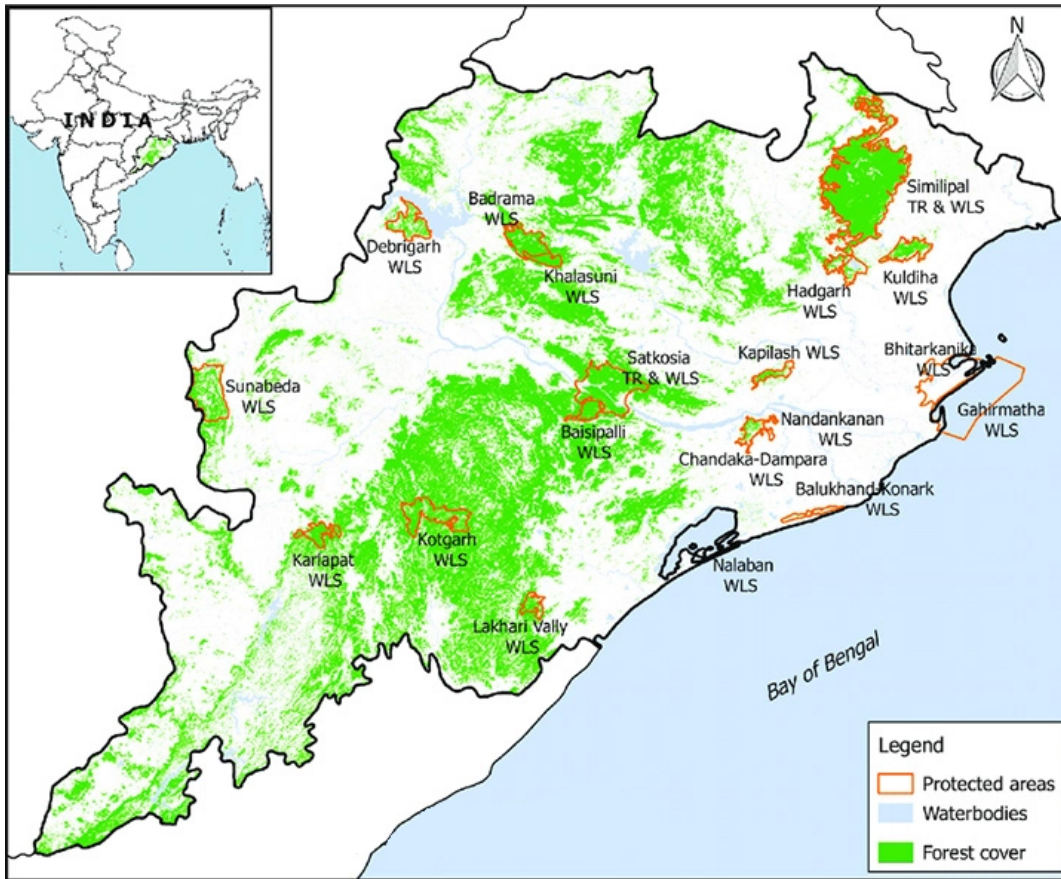 INDIA
N
Similipal
TR & WLS
Badrama
WLS
Debrigarh
WLS
Khalasuni
WLS
Hadgarh
WLS
Kuldiha
WLS
Sunabeda
WLS
Satkosia
TR & WLS
Kapilash WLS
Bhitarkanika
WLS
Gahirmatha
WLS
Baisipalli
WLS
Nandankanan
WLS
Chandaka-Dampara
WLS
Balukhand-Konark
WLS
Karlapat
WLS
Kotgarh
WLS
Nalaban
WLS
Lakhari Vally
WLS
Bay of Bengal
Legend
Protected areas
Waterbodies
Forest cover